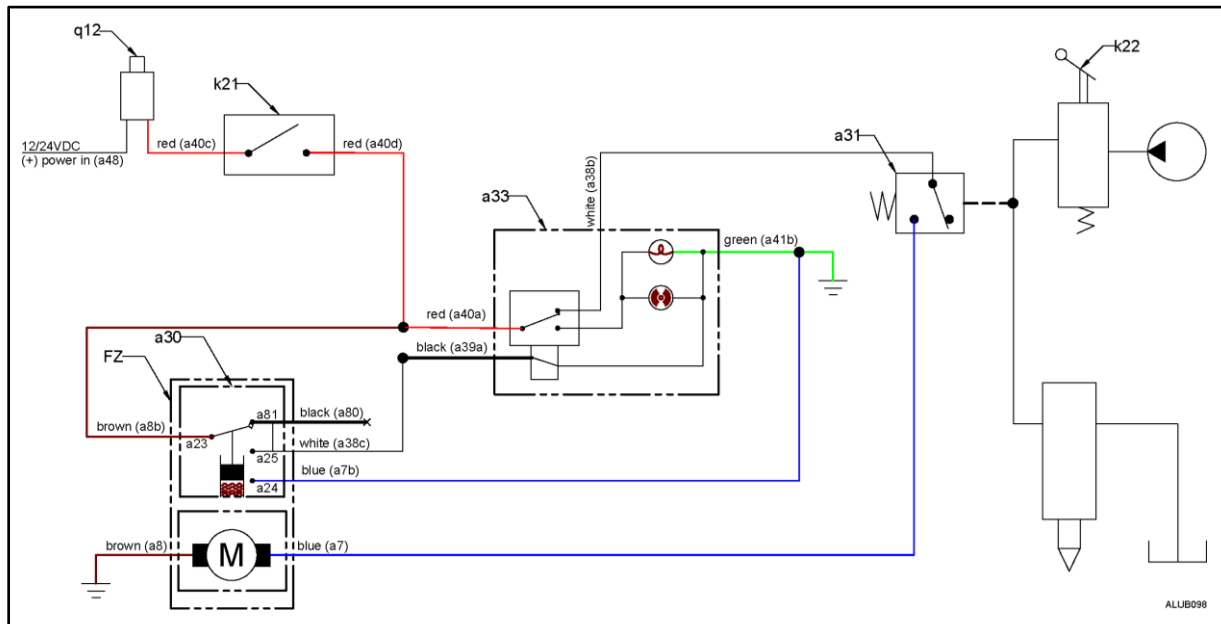 q12
k22
k21
12/24VDC
(+) power in (a48)
red (a40c)
red (a40d)
a31
white (a38b)
a33
green (a41b)
red (a40a)
a30
FZ
black (a39a)
a81
black (a80)
brown (a8b)
a23
white (a38c)
a25
blue (a7b)
a24
brown (a8)
M
blue (a7)
ALUB098